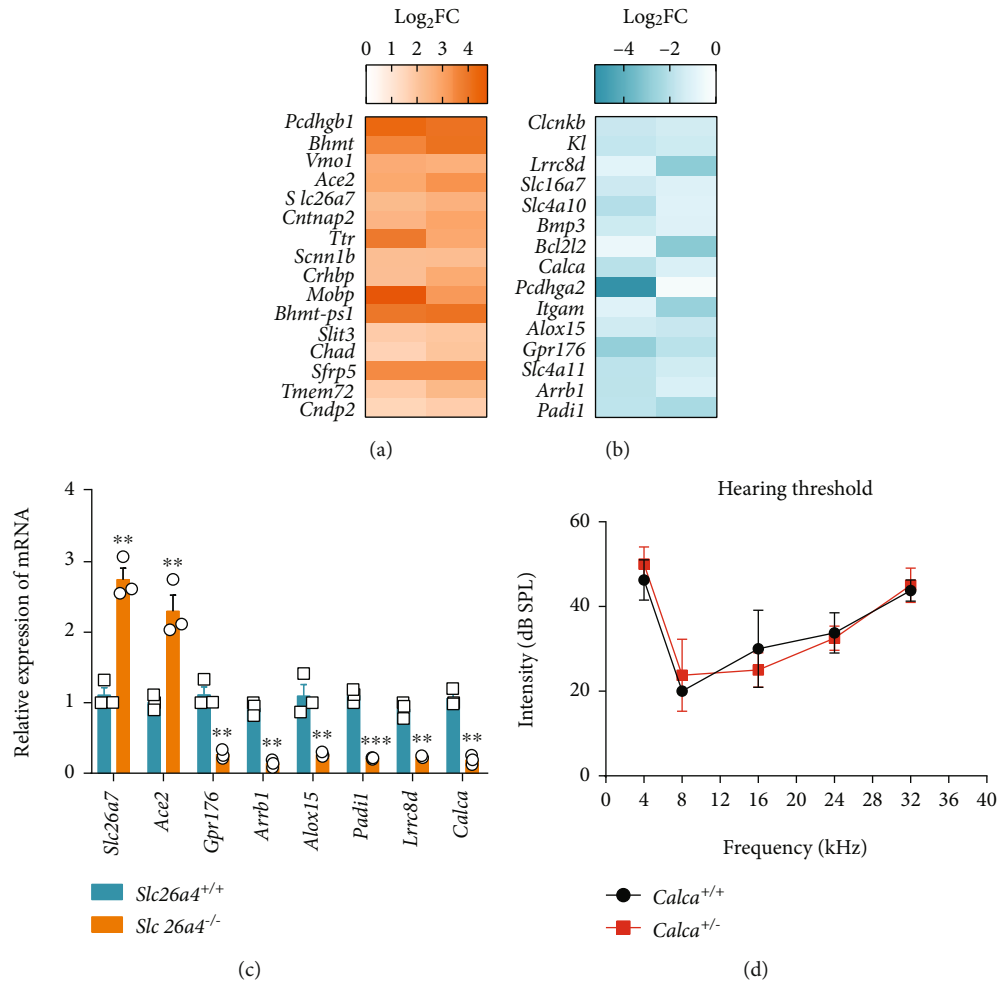 Log₂FC
0 1 2 3 4
Pcdhgb1
Bhmt
Vmo1
Ace2
S lc26a7
Cntnap2
Ttr
Scnn1b
Crhbp
Mobp
Bhmt-ps1
Slit3
Chad
Sfrp5
Tmem72
Cndp2
(a)
Log₂FC
−4 −2 0
Clcnkb
Kl
Lrrc8d
Slc16a7
Slc4a10
Bmp3
Bcl2l2
Calca
Pcdhga2
Itgam
Alox15
Gpr176
Slc4a11
Arrb1
Padi1
(b)
Relative expression of mRNA
4
3
2
1
0
** ** ** ** ** *** ** **
Slc26a7 Ace2 Gpr176 Arrb1 Alox15 Padi1 Lrrc8d Calca
Slc26a4⁺/⁺
Slc 26a4⁻/⁻
(c)
Hearing threshold
Intensity (dB SPL)
60
40
20
0
0 4 8 12 16 20 24 28 32 36 40
Frequency (kHz)
Calca⁺/⁺
Calca⁺/⁻
(d)